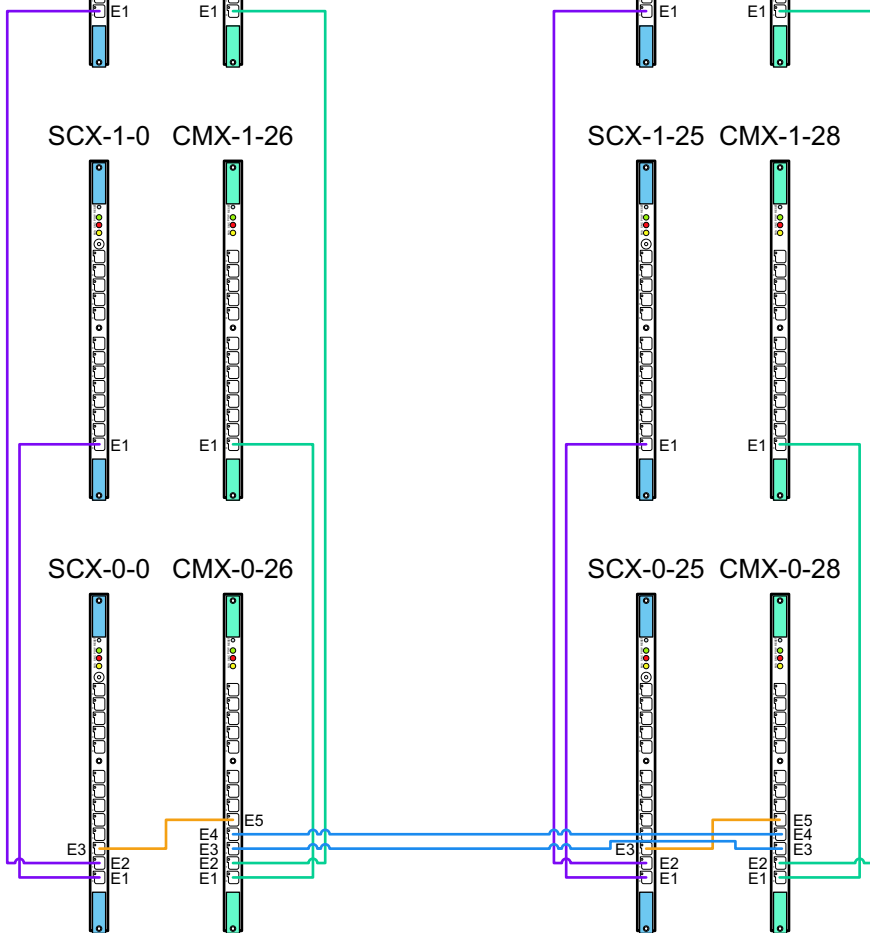 E1 E1 E1 E1
SCX-1-0 CMX-1-26 SCX-1-25 CMX-1-28
E1 E1 E1 E1
SCX-0-0 CMX-0-26 SCX-0-25 CMX-0-28
E5 E5
E4 E4
E3 E3 E3 E3
E2 E2 E2 E2
E1 E1 E1 E1